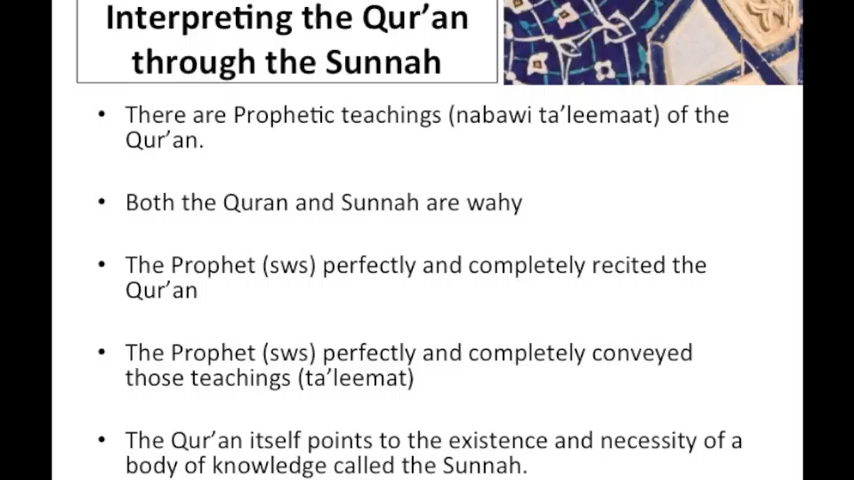 Interpreting the Qur’an
through the Sunnah
• There are Prophetic teachings (nabawi ta’leemaat) of the
Qur’an.
• Both the Quran and Sunnah are wahy
• The Prophet (sws) perfectly and completely recited the
Qur’an
• The Prophet (sws) perfectly and completely conveyed
those teachings (ta’leemat)
• The Qur’an itself points to the existence and necessity of a
body of knowledge called the Sunnah.